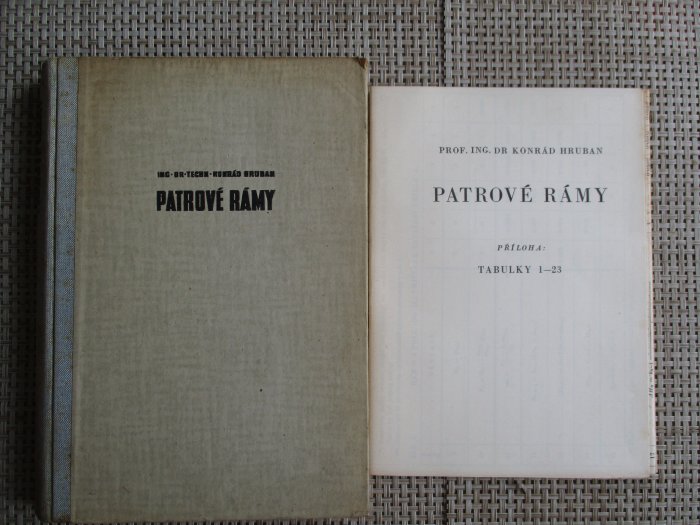 ING·DR·TECHN·KONRÁD HRUBAN
PATROVÉ RÁMY
PROF. ING. DR KONRÁD HRUBAN
PATROVÉ RÁMY
PŘÍLOHA:
TABULKY 1—23